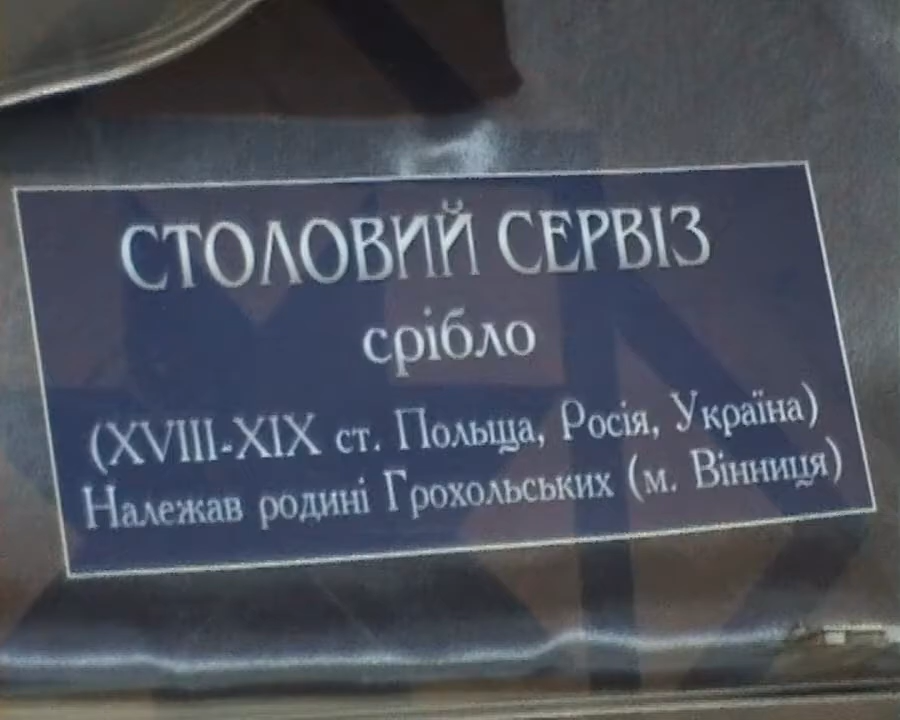 СТОЛОВИЙ СЕРВІЗ
срібло
(XVIII-XIX ст. Польща, Росія, Україна)
Належав родині Грохольських (м. Вінниця)